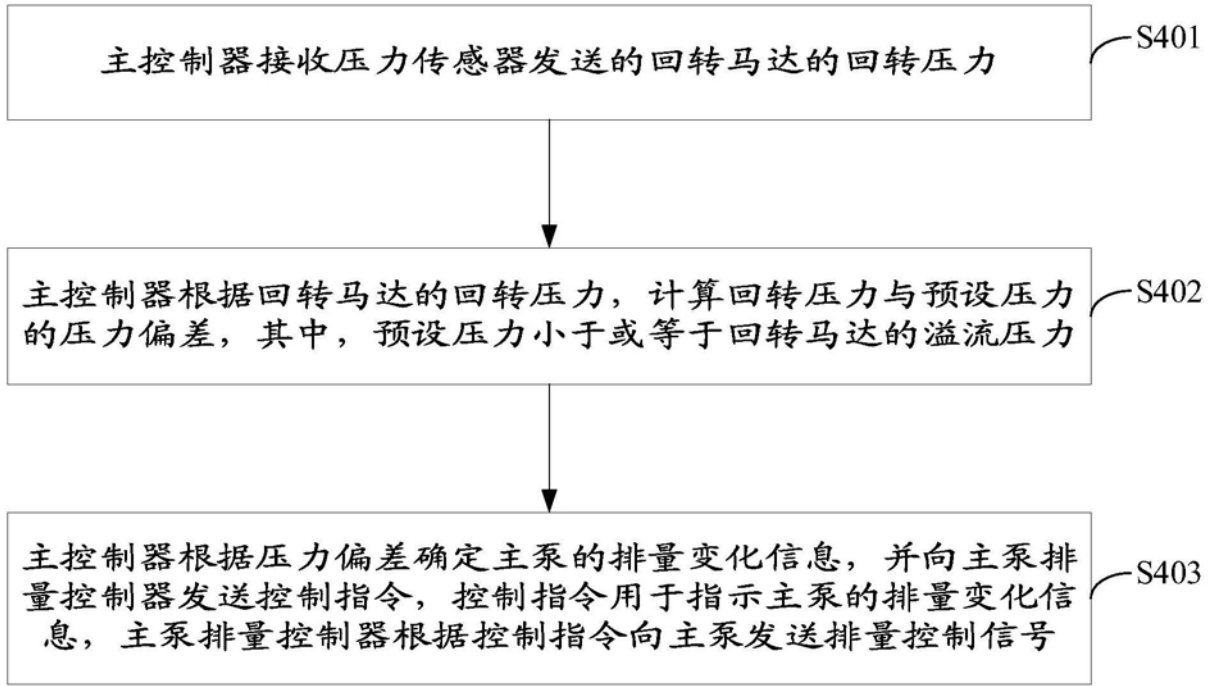 主控制器接收压力传感器发送的回转马达的回转压力
S401
主控制器根据回转马达的回转压力，计算回转压力与预设压力
的压力偏差，其中，预设压力小于或等于回转马达的溢流压力
S402
主控制器根据压力偏差确定主泵的排量变化信息，并向主泵排
量控制器发送控制指令，控制指令用于指示主泵的排量变化信
息，主泵排量控制器根据控制指令向主泵发送排量控制信号
S403